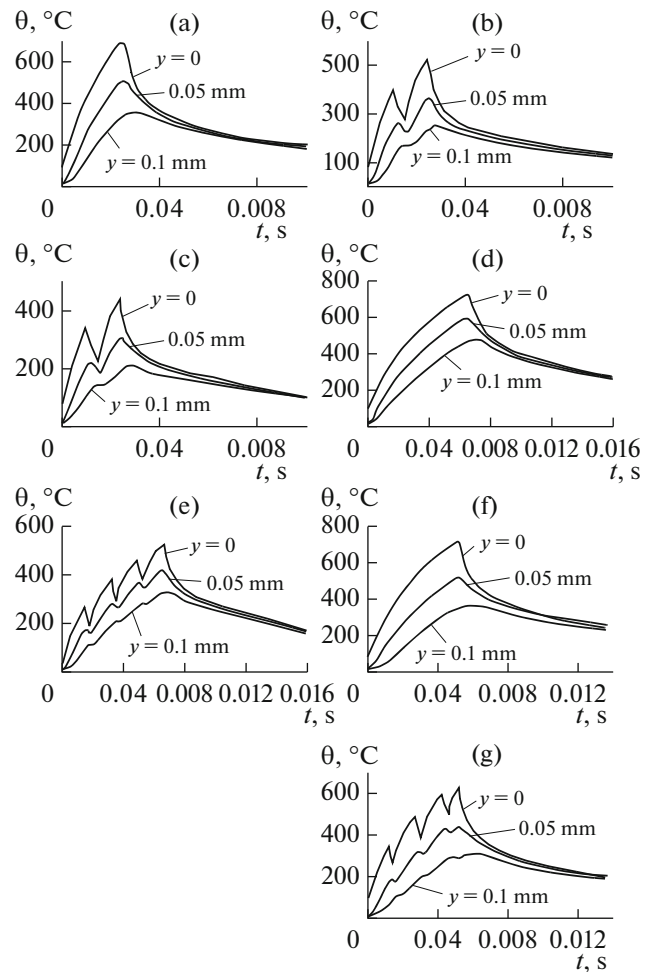 θ, °C
(a)
600
400
200
0
0.04
0.008
t, s
y = 0
0.05 mm
y = 0.1 mm
θ, °C
(b)
500
300
100
0
0.04
0.008
t, s
y = 0
0.05 mm
y = 0.1 mm
θ, °C
(c)
400
200
0
0.04
0.008
t, s
y = 0
0.05 mm
y = 0.1 mm
θ, °C
(d)
800
600
400
200
0
0.04
0.008
0.012
0.016
t, s
y = 0
0.05 mm
y = 0.1 mm
θ, °C
(e)
600
400
200
0
0.04
0.008
0.012
0.016
t, s
y = 0
0.05 mm
y = 0.1 mm
θ, °C
(f)
800
600
400
200
0
0.04
0.008
0.012
t, s
y = 0
0.05 mm
y = 0.1 mm
θ, °C
(g)
600
400
200
0
0.04
0.008
0.012
t, s
y = 0
0.05 mm
y = 0.1 mm